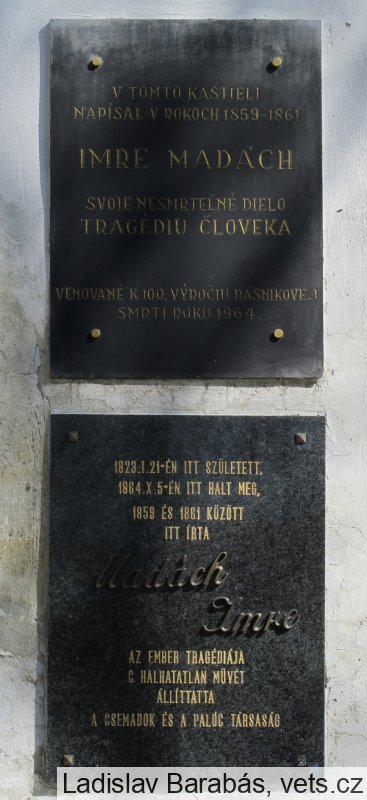 V TOMTO KAŠTIELI
NAPÍSAL V ROKOCH 1859-1861
IMRE MADÁCH
SVOJE NESMRTEĽNÉ DIELO
TRAGÉDIU ČLOVEKA
VENOVANÉ K 100. VÝROČIU BÁSNIKOVEJ
SMRTI ROKU 1964.
1823.I.21-ÉN ITT SZÜLETETT,
1864.X.5-ÉN ITT HALT MEG,
1859 ÉS 1861 KÖZÖTT
ITT ÍRTA
Madách
Imre
AZ EMBER TRAGÉDIÁJA
C. HALHATATLAN MŰVÉT
ÁLLÍTTATTA
A CSEMADOK ÉS A PALÓC TÁRSASÁG
Ladislav Barabás, vets.cz